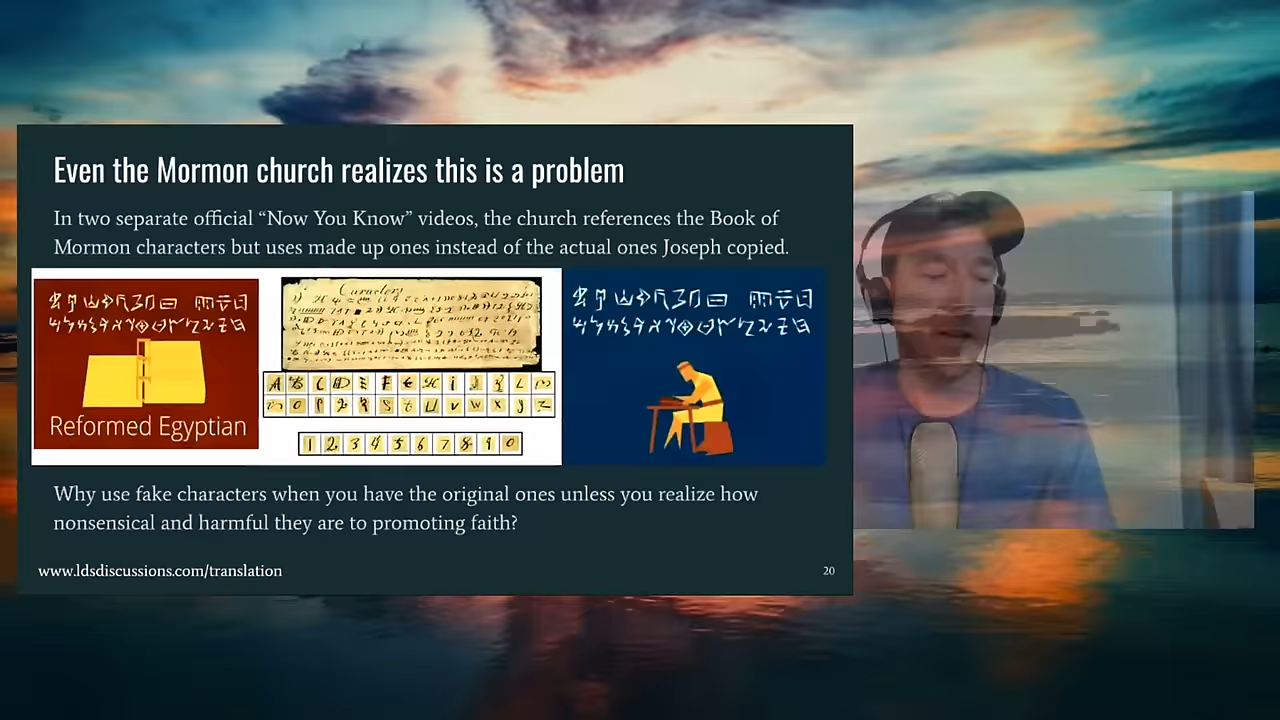 Even the Mormon church realizes this is a problem
In two separate official “Now You Know” videos, the church references the Book of
Mormon characters but uses made up ones instead of the actual ones Joseph copied.
Caractors
A B C D E F G H I J K L M
N O P Q R S T U V W X Y Z
Reformed Egyptian
1 2 3 4 5 6 7 8 9 0
Why use fake characters when you have the original ones unless you realize how
nonsensical and harmful they are to promoting faith?
www.ldsdiscussions.com/translation
20